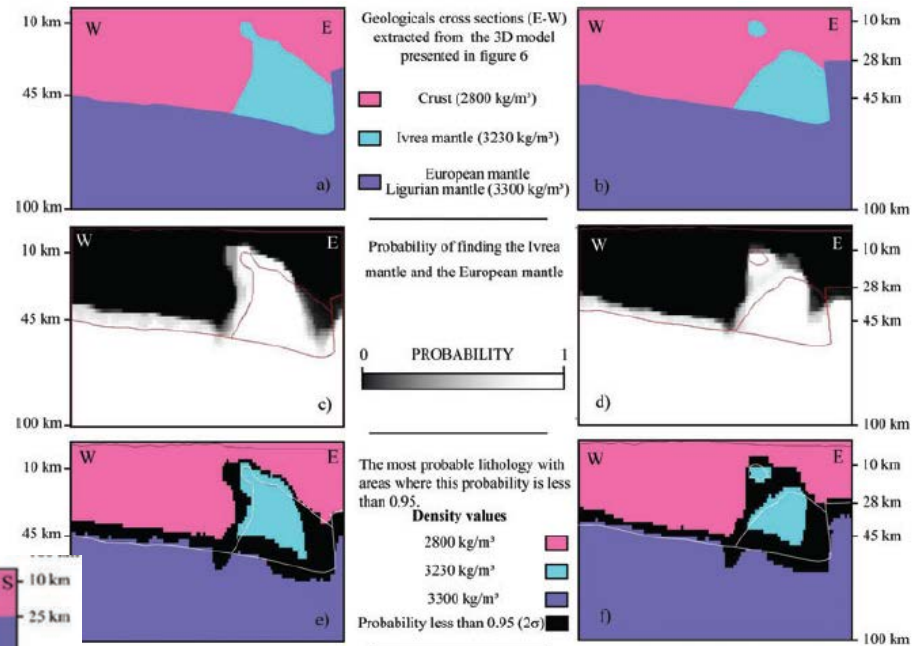 10 km
45 km
100 km
W
E
a)
Geologicals cross sections (E-W)
extracted from the 3D model
presented in figure 6
Crust (2800 kg/m³)
Ivrea mantle (3230 kg/m³)
European mantle
Ligurian mantle (3300 kg/m³)
W
E
b)
10 km
28 km
45 km
100 km
10 km
45 km
100 km
W
E
c)
Probability of finding the Ivrea
mantle and the European mantle
0 PROBABILITY 1
W
E
d)
10 km
28 km
45 km
100 km
10 km
45 km
W
E
e)
The most probable lithology with
areas where this probability is less
than 0.95.
Density values
2800 kg/m³
3230 kg/m³
3300 kg/m³
Probability less than 0.95 (2σ)
W
E
f)
10 km
28 km
45 km
100 km
S
10 km
25 km